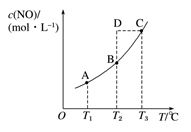 c(NO)/
(mol·L⁻¹)
D C
B
A
O T₁ T₂ T₃ T/℃